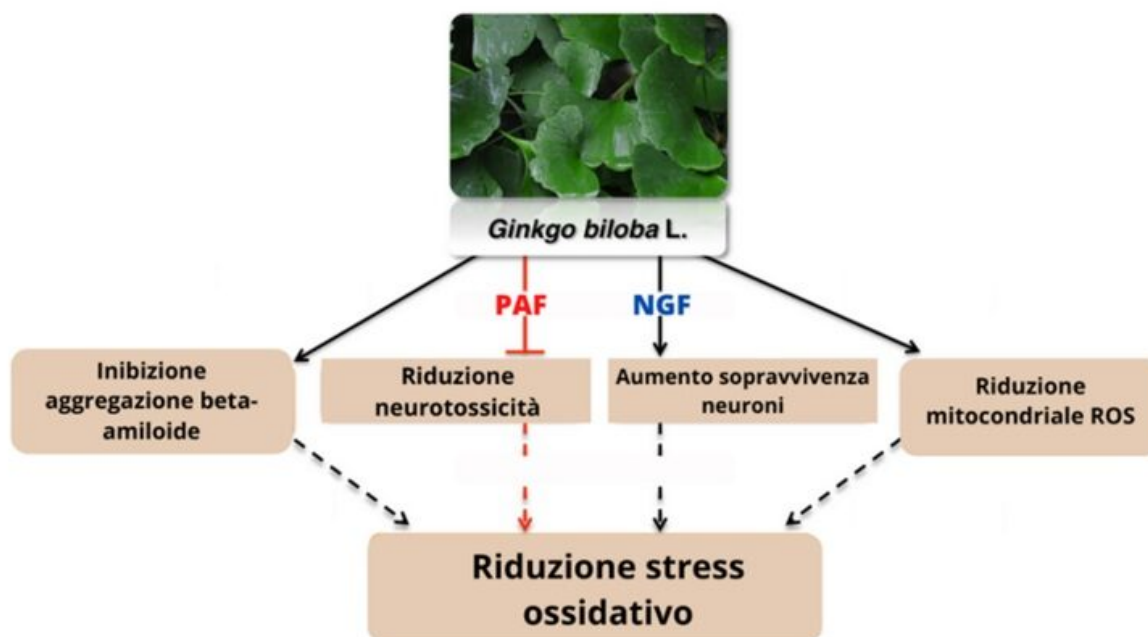 Ginkgo biloba L.
PAF
NGF
Inibizione
aggregazione beta-
amiloide
Riduzione
neurotossicità
Aumento sopravvivenza
neuroni
Riduzione
mitocondriale ROS
Riduzione stress
ossidativo